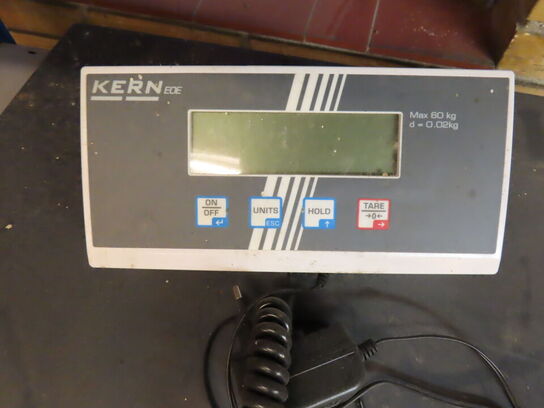 KERN EOE
Max 60 kg
d = 0.02kg
ON
OFF
UNITS
ESC
HOLD
TARE
→0←